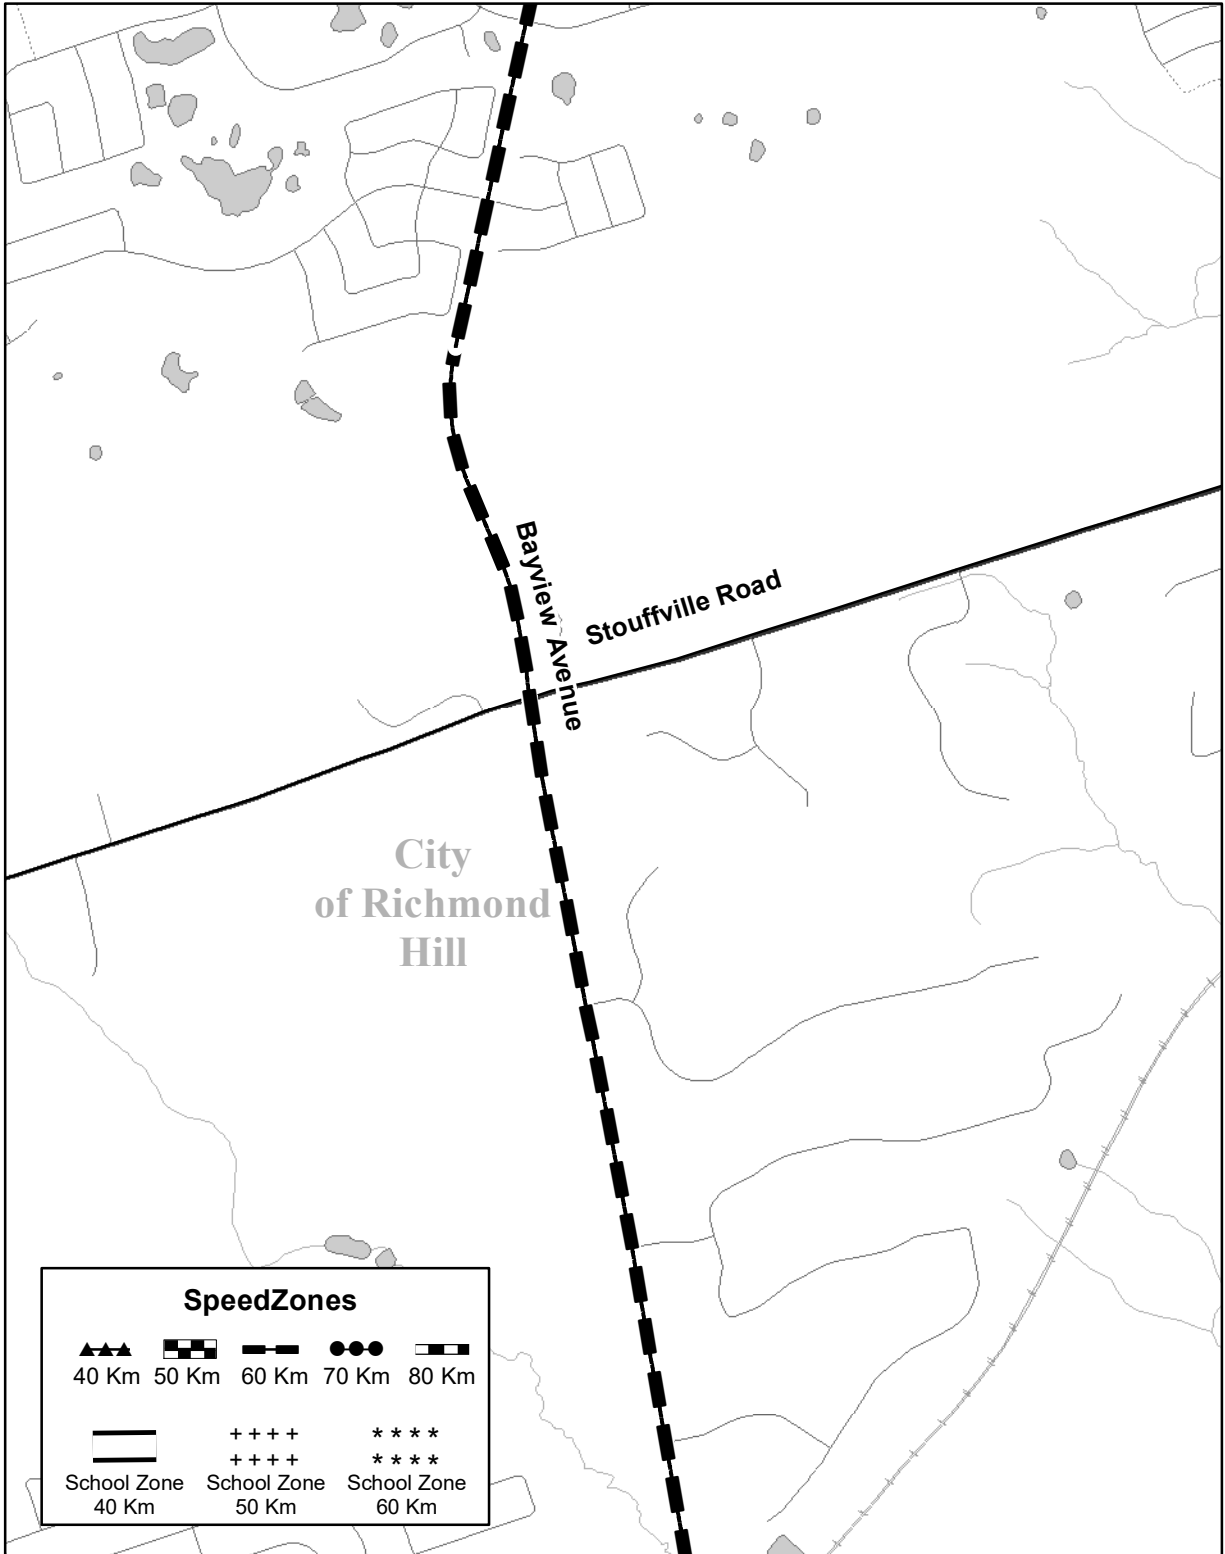 Bayview Avenue
Stouffville Road
City
of Richmond
Hill
SpeedZones
40 Km 50 Km 60 Km 70 Km 80 Km
++++ ****
++++ ****
School Zone School Zone School Zone
40 Km 50 Km 60 Km